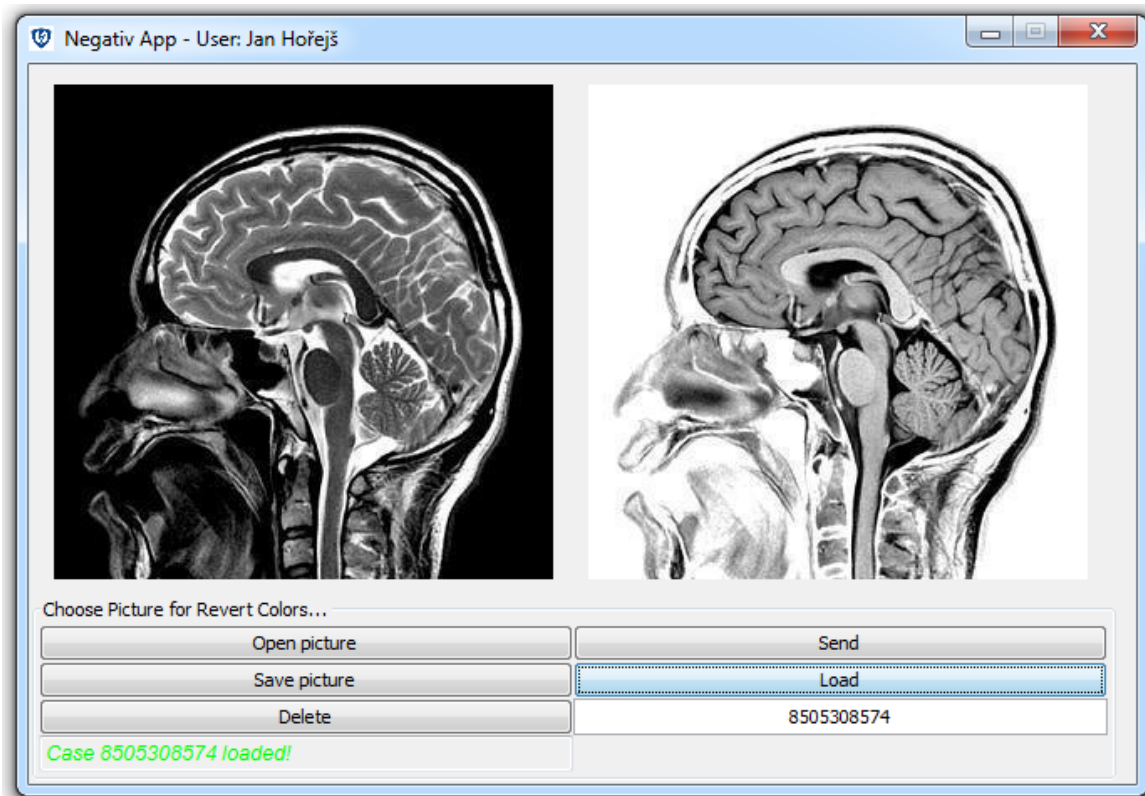 Negativ App - User: Jan Hořejš
Choose Picture for Revert Colors...
Open picture
Send
Save picture
Load
Delete
8505308574
Case 8505308574 loaded!